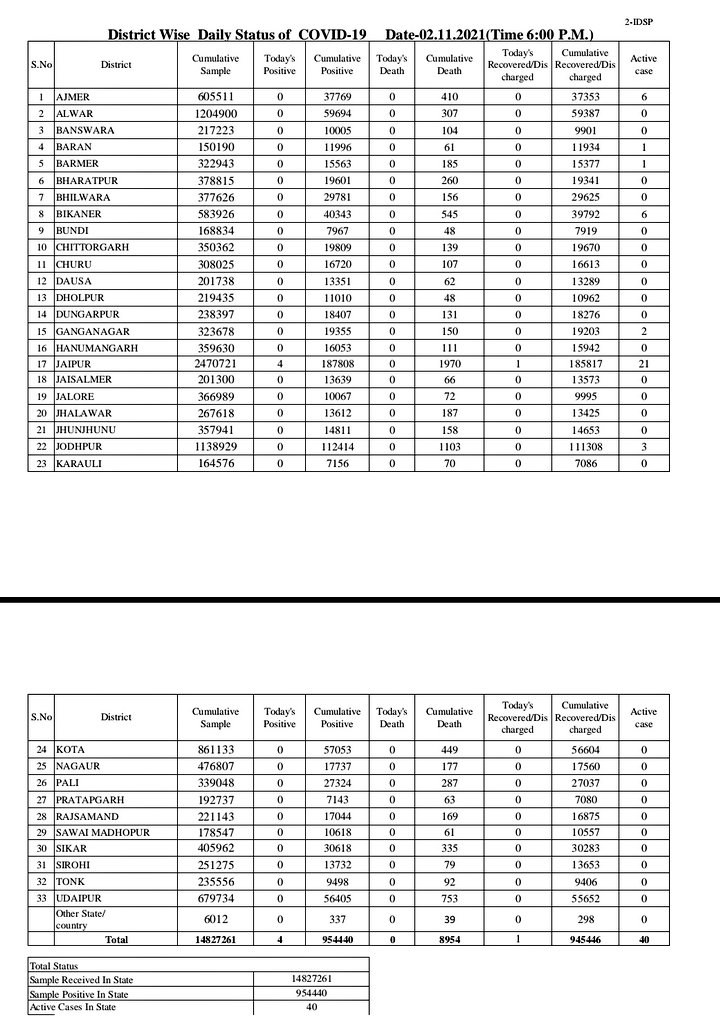 2-IDSP
District Wise Daily Status of COVID-19 Date-02.11.2021(Time 6:00 P.M.)
S.No District Cumulative Sample Today's Positive Cumulative Positive Today's Death Cumulative Death Today's Recovered/Dis charged Cumulative Recovered/Dis charged Active case
1 AJMER 605511 0 37769 0 410 0 37353 6
2 ALWAR 1204900 0 59694 0 307 0 59387 0
3 BANSWARA 217223 0 10005 0 104 0 9901 0
4 BARAN 150190 0 11996 0 61 0 11934 1
5 BARMER 322943 0 15563 0 185 0 15377 1
6 BHARATPUR 378815 0 19601 0 260 0 19341 0
7 BHILWARA 377626 0 29781 0 156 0 29625 0
8 BIKANER 583926 0 40343 0 545 0 39792 6
9 BUNDI 168834 0 7967 0 48 0 7919 0
10 CHITTORGARH 350362 0 19809 0 139 0 19670 0
11 CHURU 308025 0 16720 0 107 0 16613 0
12 DAUSA 201738 0 13351 0 62 0 13289 0
13 DHOLPUR 219435 0 11010 0 48 0 10962 0
14 DUNGARPUR 238397 0 18407 0 131 0 18276 0
15 GANGANAGAR 323678 0 19355 0 150 0 19203 2
16 HANUMANGARH 359630 0 16053 0 111 0 15942 0
17 JAIPUR 2470721 4 187808 0 1970 1 185817 21
18 JAISALMER 201300 0 13639 0 66 0 13573 0
19 JALORE 366989 0 10067 0 72 0 9995 0
20 JHALAWAR 267618 0 13612 0 187 0 13425 0
21 JHUNJHUNU 357941 0 14811 0 158 0 14653 0
22 JODHPUR 1138929 0 112414 0 1103 0 111308 3
23 KARAULI 164576 0 7156 0 70 0 7086 0
S.No District Cumulative Sample Today's Positive Cumulative Positive Today's Death Cumulative Death Today's Recovered/Dis charged Cumulative Recovered/Dis charged Active case
24 KOTA 861133 0 57053 0 449 0 56604 0
25 NAGAUR 476807 0 17737 0 177 0 17560 0
26 PALI 339048 0 27324 0 287 0 27037 0
27 PRATAPGARH 192737 0 7143 0 63 0 7080 0
28 RAJSAMAND 221143 0 17044 0 169 0 16875 0
29 SAWAI MADHOPUR 178547 0 10618 0 61 0 10557 0
30 SIKAR 405962 0 30618 0 335 0 30283 0
31 SIROHI 251275 0 13732 0 79 0 13653 0
32 TONK 235556 0 9498 0 92 0 9406 0
33 UDAIPUR 679734 0 56405 0 753 0 55652 0
Other State/ country 6012 0 337 0 39 0 298 0
Total 14827261 4 954440 0 8954 1 945446 40
Total Status
Sample Received In State 14827261
Sample Positive In State 954440
Active Cases In State 40